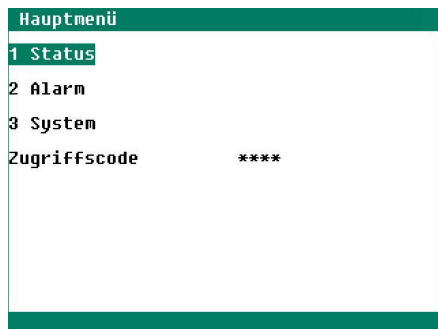 Hauptmenü
1 Status
2 Alarm
3 System
Zugriffscode ****